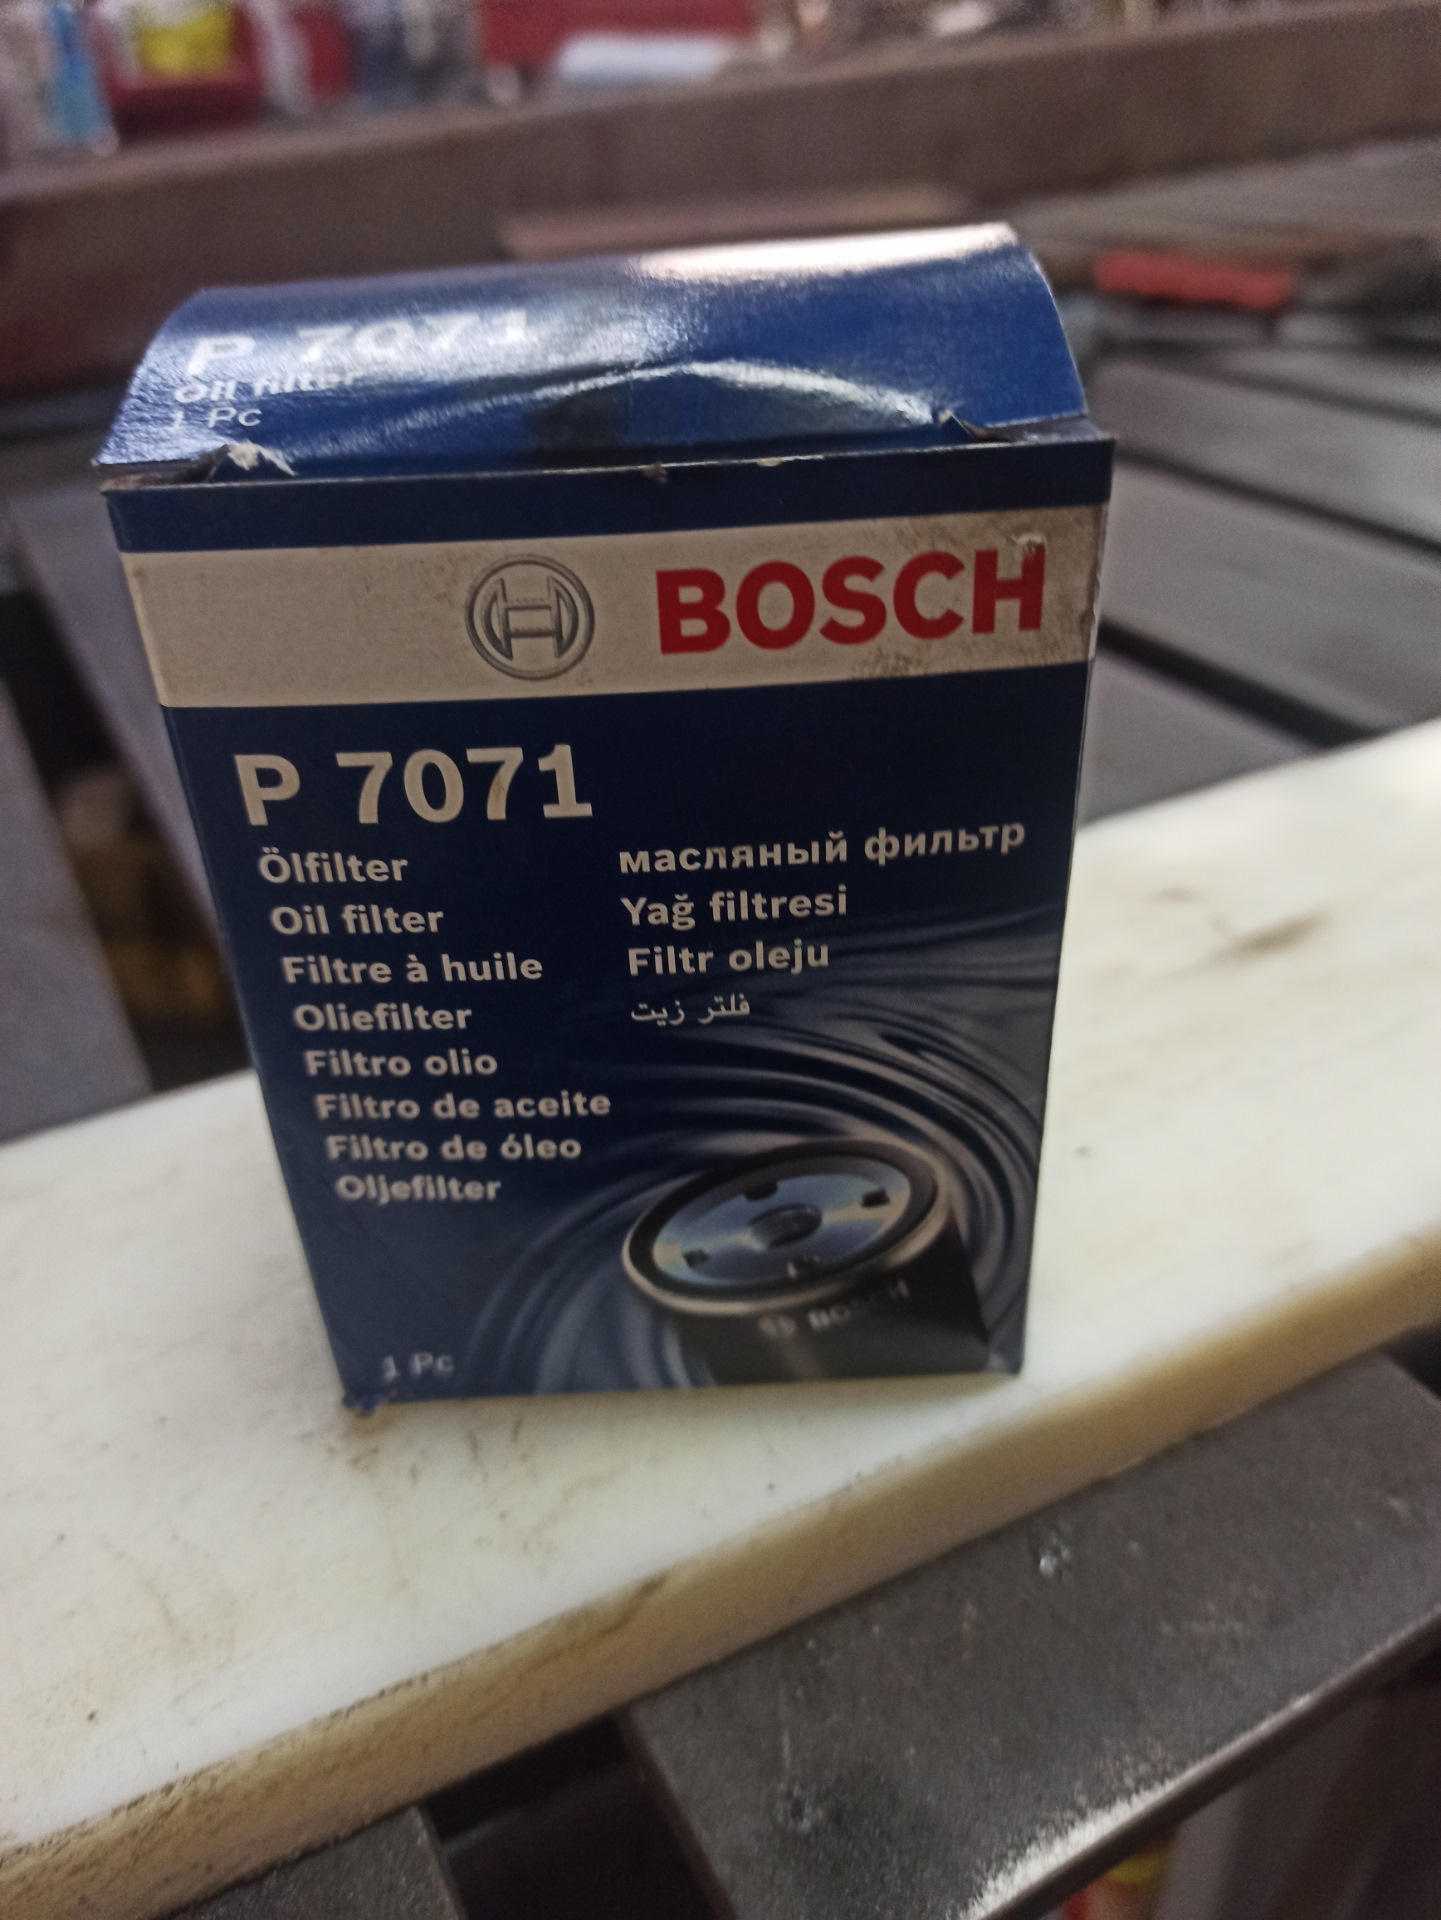 P 7071
Oil filter
1 Pc
BOSCH
P 7071
Ölfilter
Oil filter
Filtre à huile
Oliefilter
Filtro olio
Filtro de aceite
Filtro de óleo
Oljefilter
масляный фильтр
Yağ filtresi
Filtr oleju
فلتر زيت
BOSCH
1 Pc